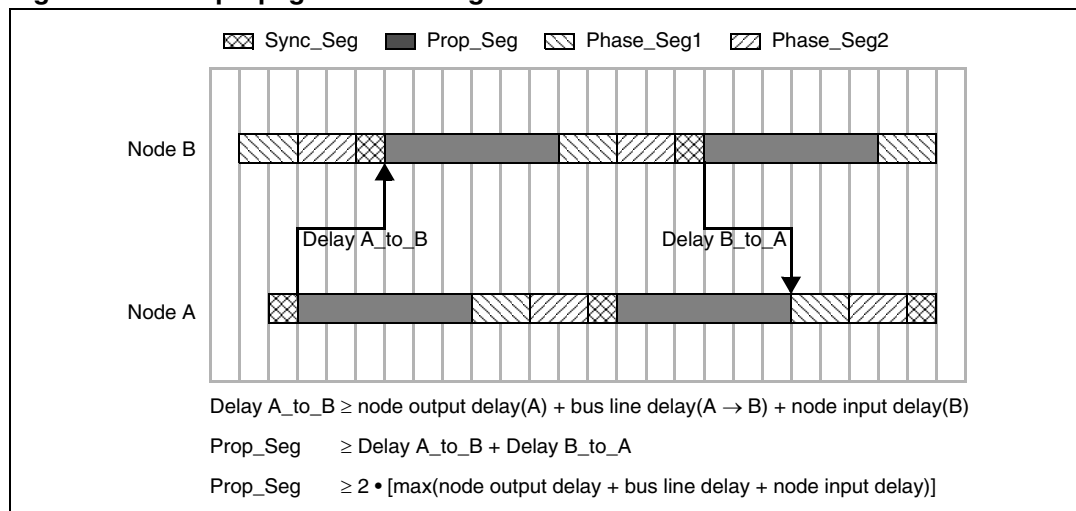 Sync_Seg Prop_Seg Phase_Seg1 Phase_Seg2
Node B
Delay A_to_B Delay B_to_A
Node A
Delay A_to_B ≥ node output delay(A) + bus line delay(A → B) + node input delay(B)
Prop_Seg ≥ Delay A_to_B + Delay B_to_A
Prop_Seg ≥ 2 • [max(node output delay + bus line delay + node input delay)]